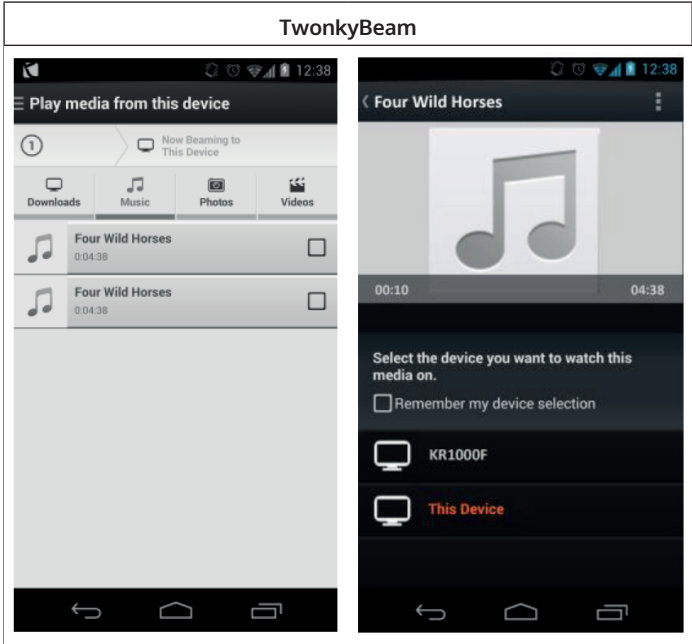 TwonkyBeam
12:38
Play media from this device
1
Now Beaming to
This Device
Downloads
Music
Photos
Videos
Four Wild Horses
0:04:38
Four Wild Horses
0:04:38
12:38
Four Wild Horses
00:10
04:38
Select the device you want to watch this
media on.
Remember my device selection
KR1000F
This Device